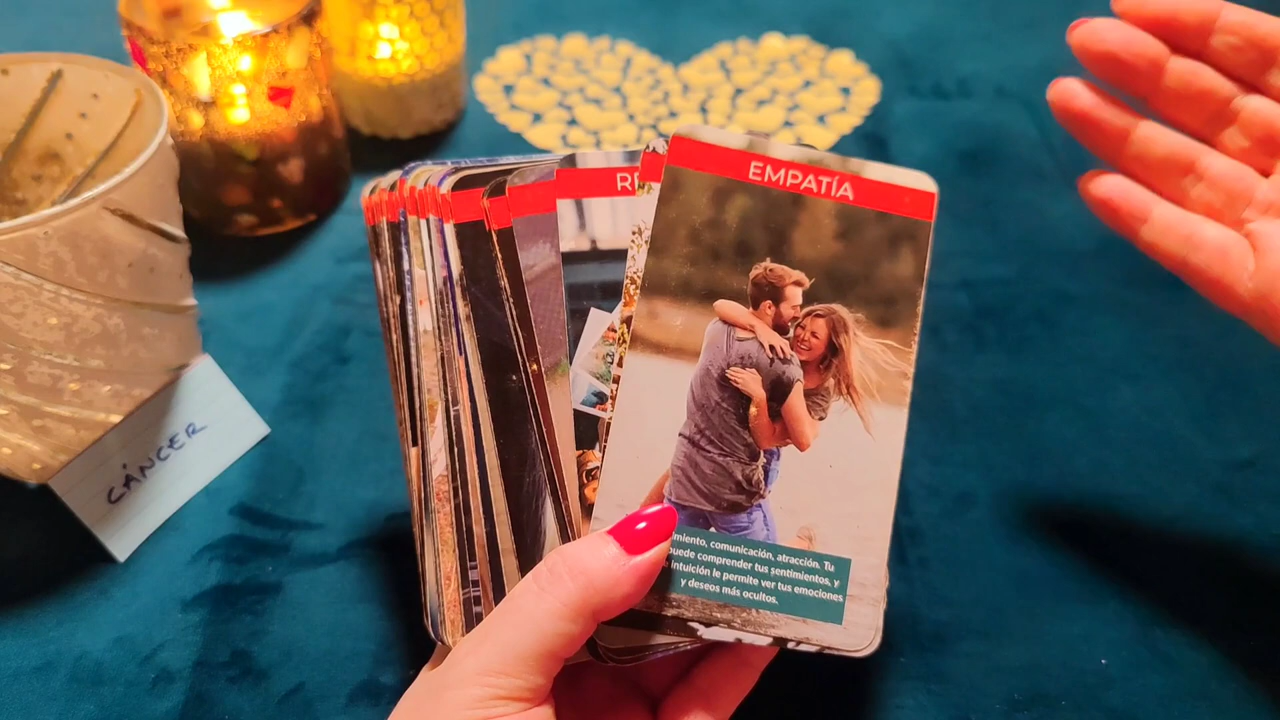 EMPATÍA
RE
miento, comunicación, atracción. Tu
puede comprender tus sentimientos, y
intuición le permite ver tus emociones
y deseos más ocultos.
CÁNCER